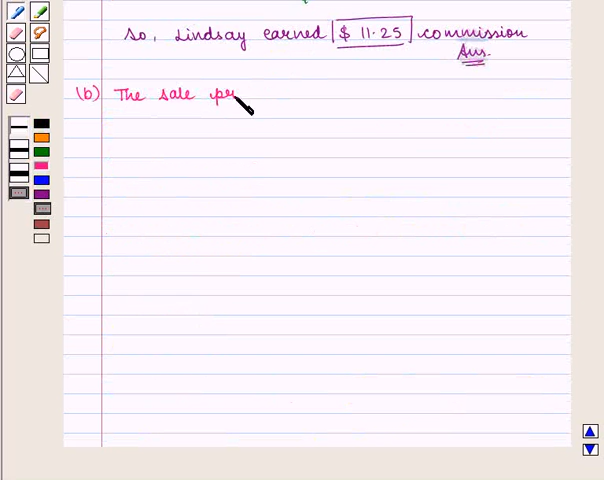 So, Lindsay earned $ 11.25 commission
Ans.
(b) The sale pr